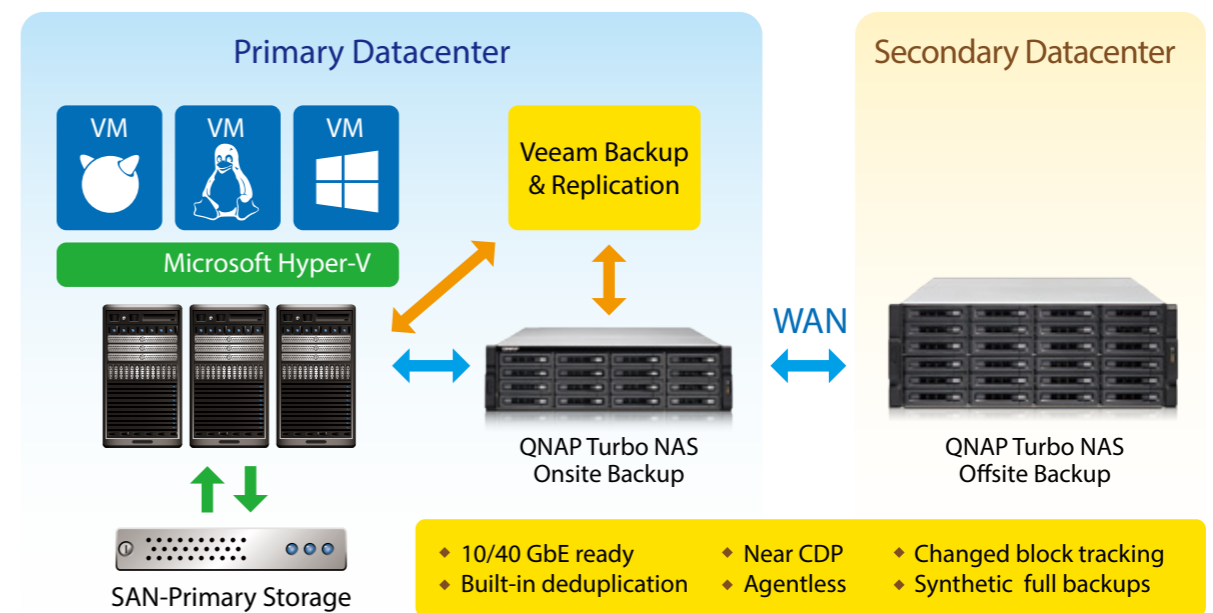 Primary Datacenter
Secondary Datacenter
VM
VM
VM
Veeam Backup
& Replication
Microsoft Hyper-V
WAN
QNAP Turbo NAS
Onsite Backup
QNAP Turbo NAS
Offsite Backup
SAN-Primary Storage
10/40 GbE ready
Built-in deduplication
Near CDP
Agentless
Changed block tracking
Synthetic full backups